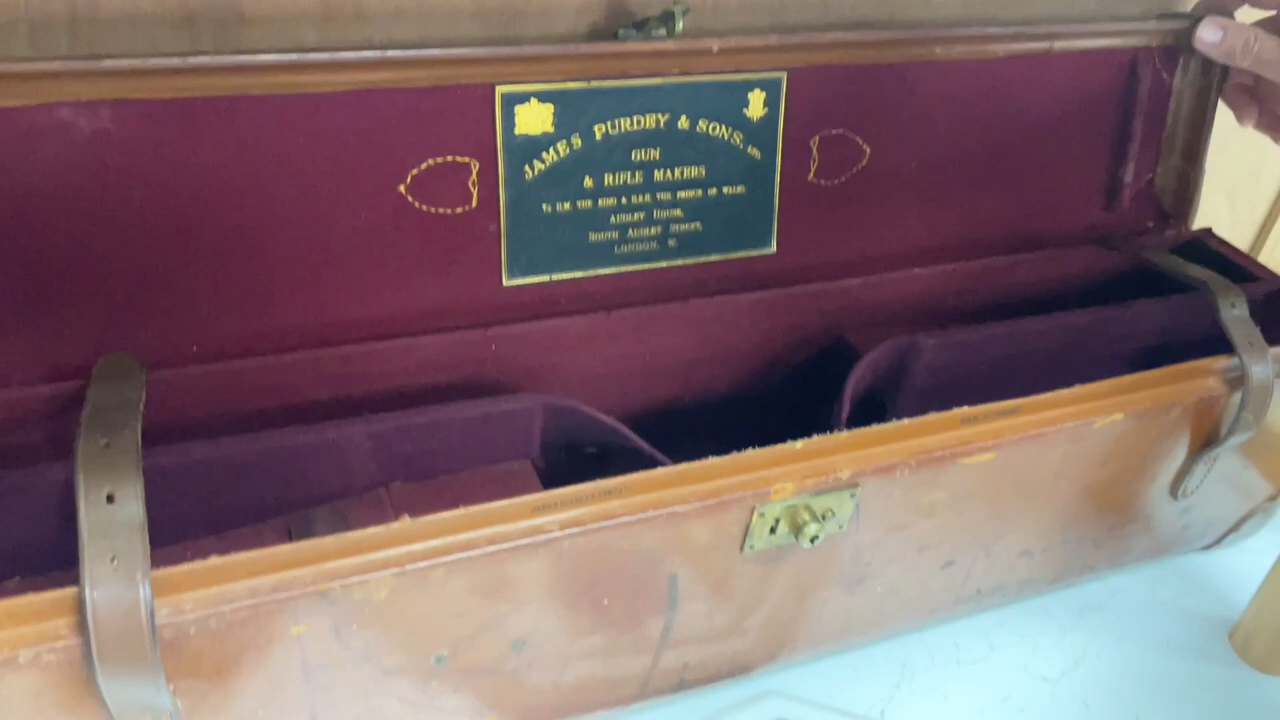 JAMES PURDEY & SONS, LTD.
GUN
& RIFLE MAKERS
To H.M. THE KING & H.R.H. THE PRINCE OF WALES.
AUDLEY HOUSE,
SOUTH AUDLEY STREET,
LONDON, W.